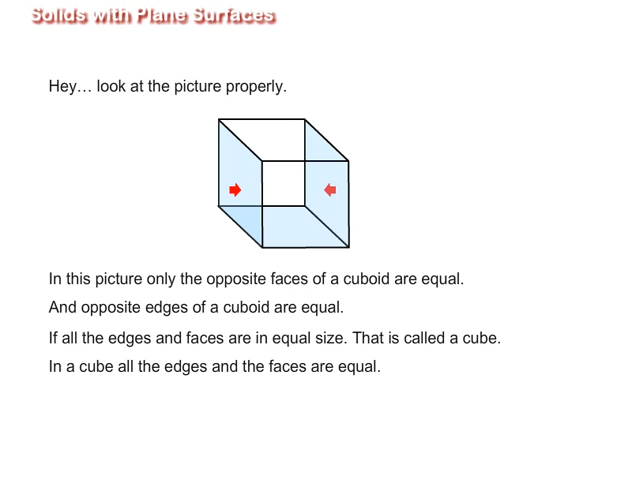 Solids with Plane Surfaces
Hey… look at the picture properly.
In this picture only the opposite faces of a cuboid are equal.
And opposite edges of a cuboid are equal.
If all the edges and faces are in equal size. That is called a cube.
In a cube all the edges and the faces are equal.